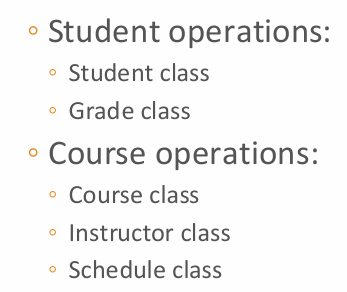 Student operations:
Student class
Grade class
Course operations:
Course class
Instructor class
Schedule class